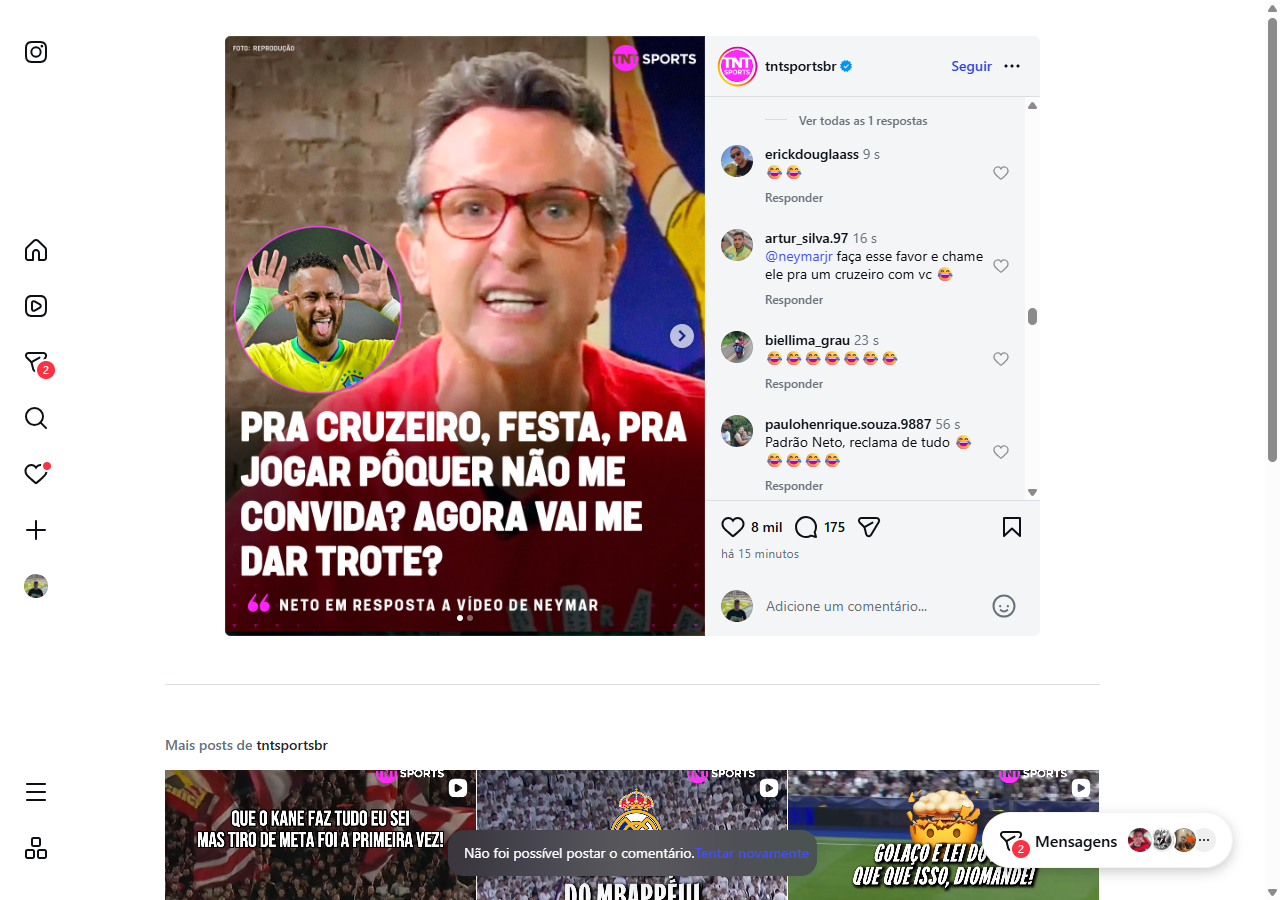 FOTO: REPRODUÇÃO
TNT SPORTS
PRA CRUZEIRO, FESTA, PRA
JOGAR PÔQUER NÃO ME
CONVIDA? AGORA VAI ME
DAR TROTE?
NETO EM RESPOSTA A VÍDEO DE NEYMAR
TNT
SPORTS
tntsportsbr
Seguir
Ver todas as 1 respostas
erickdouglaass 9 s
😂😂
Responder
artur_silva.97 16 s
@neymarjr faça esse favor e chame
ele pra um cruzeiro com vc 😂
Responder
biellima_grau 23 s
😂😂😂😂😂😂😂
Responder
paulohenrique.souza.9887 56 s
Padrão Neto, reclama de tudo 😂
😂😂😂😂
Responder
8 mil
175
há 15 minutos
Adicione um comentário...
2
Mais posts de tntsportsbr
TNT SPORTS
QUE O KANE FAZ TUDO EU SEI
MAS TIRO DE META FOI A PRIMEIRA VEZ!
TNT SPORTS
DO MBAPPÉ!!!
TNT SPORTS
GOLAÇO E LEI DO
QUE QUE ISSO, DIOMANDE!
Não foi possível postar o comentário.Tentar novamente
2
Mensagens